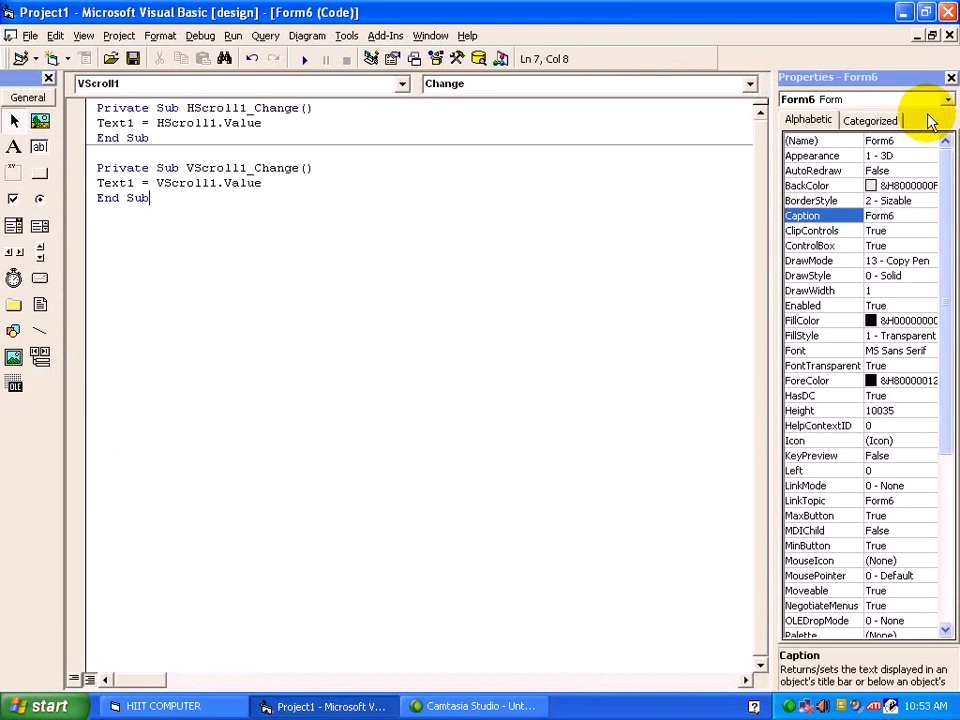 Project1 - Microsoft Visual Basic [design] - [Form6 (Code)]
File Edit View Project Format Debug Run Query Diagram Tools Add-Ins Window Help
Ln 7, Col 8
General
VScroll1 Change
Private Sub HScroll1_Change()
Text1 = HScroll1.Value
End Sub
Private Sub VScroll1_Change()
Text1 = VScroll1.Value
End Sub
Properties - Form6
Form6 Form
Alphabetic Categorized
(Name) Form6
Appearance 1 - 3D
AutoRedraw False
BackColor &H8000000F
BorderStyle 2 - Sizable
Caption Form6
ClipControls True
ControlBox True
DrawMode 13 - Copy Pen
DrawStyle 0 - Solid
DrawWidth 1
Enabled True
FillColor &H00000000
FillStyle 1 - Transparent
Font MS Sans Serif
FontTransparent True
ForeColor &H80000012
HasDC True
Height 10035
HelpContextID 0
Icon (Icon)
KeyPreview False
Left 0
LinkMode 0 - None
LinkTopic Form6
MaxButton True
MDIChild False
MinButton True
MouseIcon (None)
MousePointer 0 - Default
Moveable True
NegotiateMenus True
OLEDropMode 0 - None
Palette (None)
Caption
Returns/sets the text displayed in an
object's title bar or below an object's
start HIIT COMPUTER Project1 - Microsoft V... Camtasia Studio - Unt... 10:53 AM